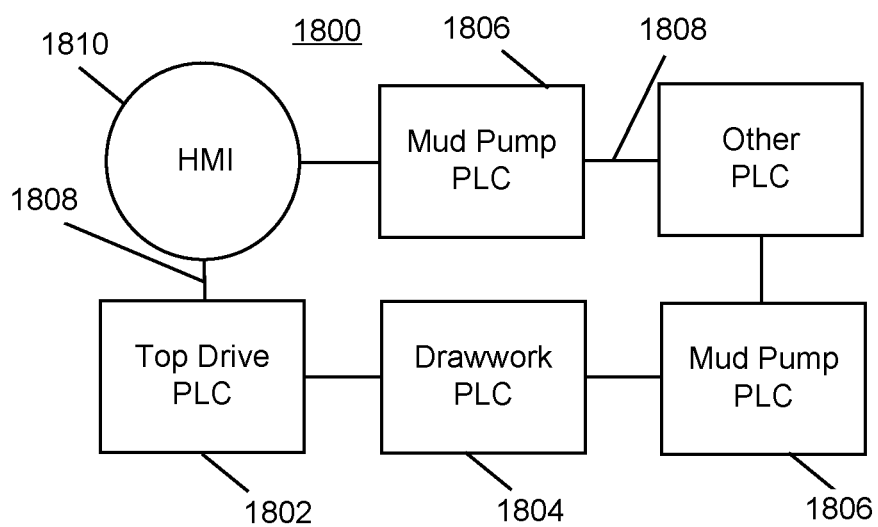 1810
1800
1806
1808
HMI
Mud Pump
PLC
Other
PLC
1808
Top Drive
PLC
Drawwork
PLC
Mud Pump
PLC
1802
1804
1806